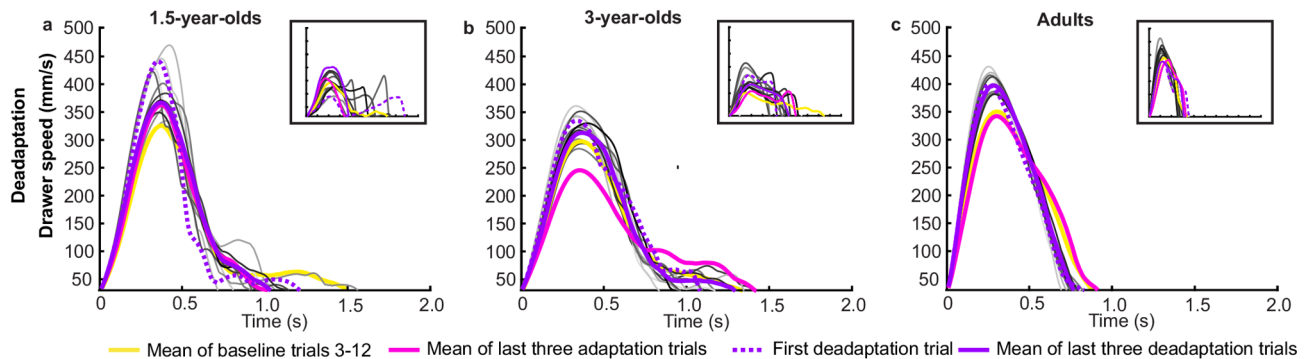 a 1.5-year-olds
b 3-year-olds
c Adults
Deadaptation
Drawer speed (mm/s)
500
450
400
350
300
250
200
150
100
50
0 0.5 1.0 1.5 2.0
Time (s)
500
450
400
350
300
250
200
150
100
50
0 0.5 1.0 1.5 2.0
Time (s)
500
450
400
350
300
250
200
150
100
50
0 0.5 1.0 1.5 2.0
Time (s)
Mean of baseline trials 3-12 Mean of last three adaptation trials First deadaptation trial Mean of last three deadaptation trials